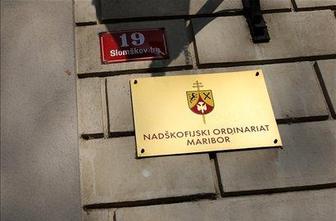 19
Slomškov trg
NADŠKOFIJSKI ORDINARIAT
MARIBOR